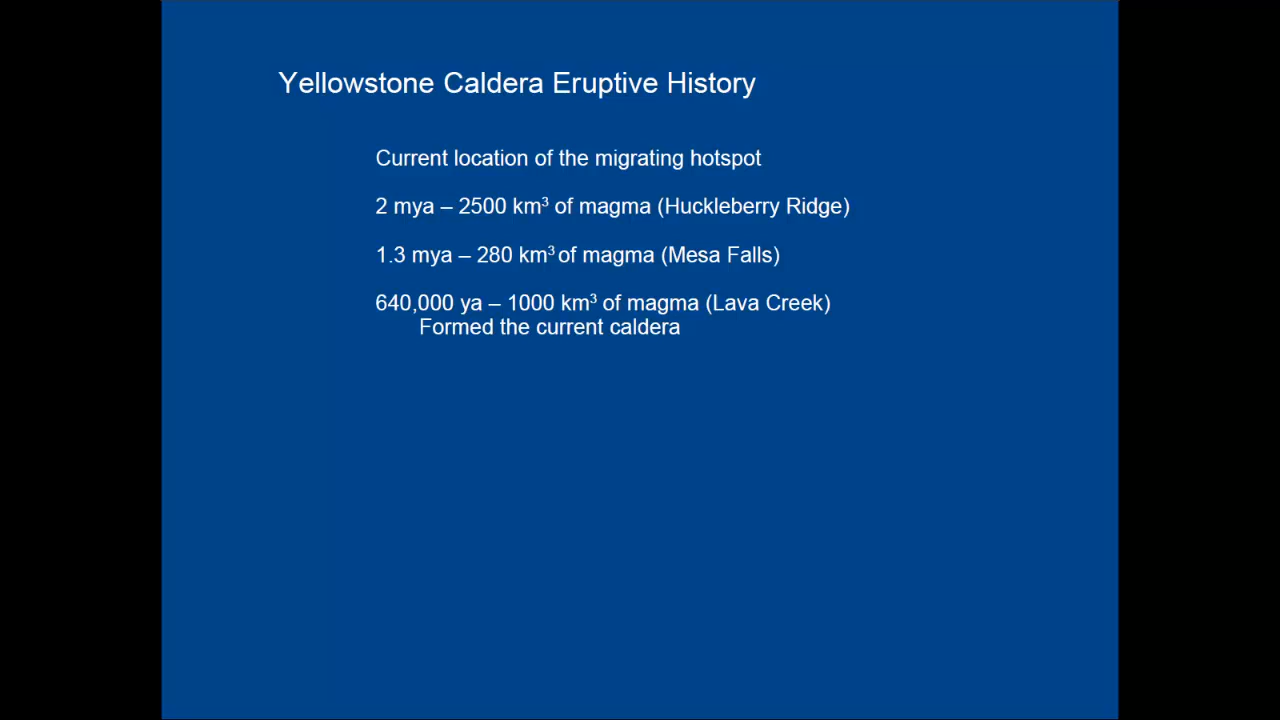 Yellowstone Caldera Eruptive History
Current location of the migrating hotspot
2 mya – 2500 km³ of magma (Huckleberry Ridge)
1.3 mya – 280 km³ of magma (Mesa Falls)
640,000 ya – 1000 km³ of magma (Lava Creek)
Formed the current caldera